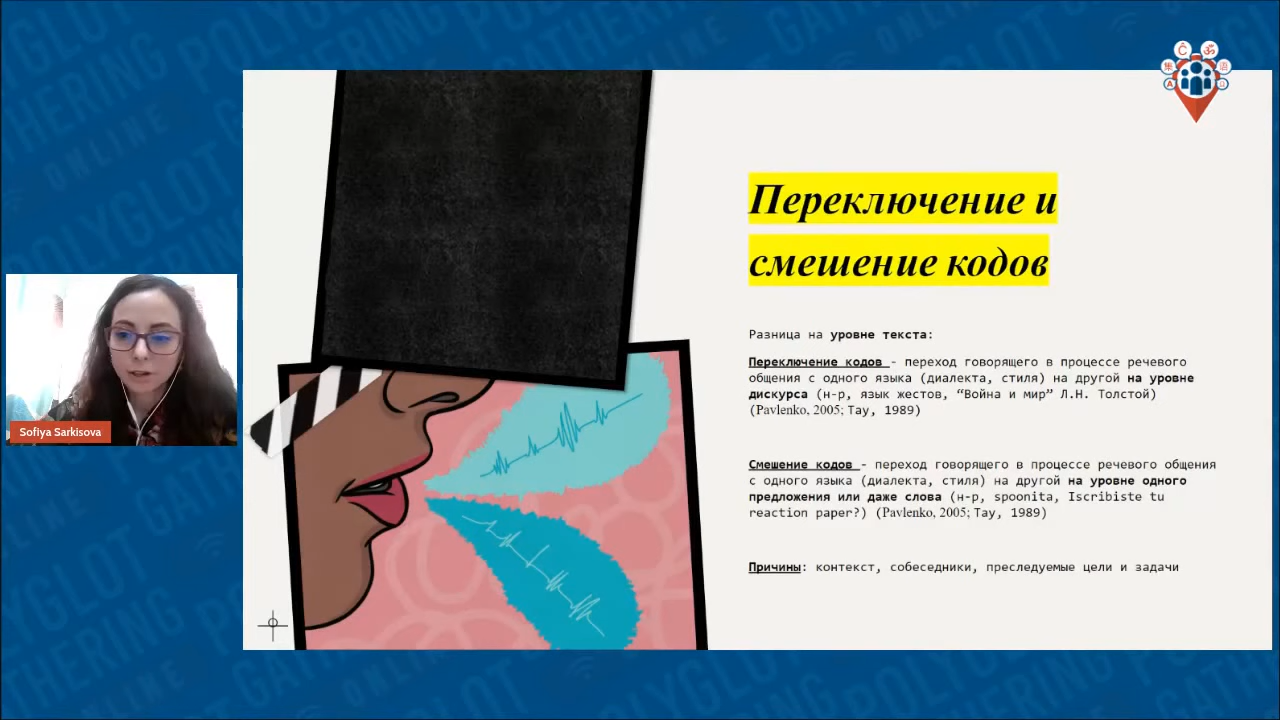 POLYGLOT
GATHERING
ONLINE
Переключение и
смешение кодов
Разница на уровне текста:
Переключение кодов - переход говорящего в процессе речевого
общения с одного языка (диалекта, стиля) на другой на уровне
дискурса (н-р, язык жестов, “Война и мир” Л.Н. Толстой)
(Pavlenko, 2005; Tay, 1989)
Смешение кодов - переход говорящего в процессе речевого общения
с одного языка (диалекта, стиля) на другой на уровне одного
предложения или даже слова (н-р, spoonita, Iscribiste tu
reaction paper?) (Pavlenko, 2005; Tay, 1989)
Причины: контекст, собеседники, преследуемые цели и задачи
Sofiya Sarkisova